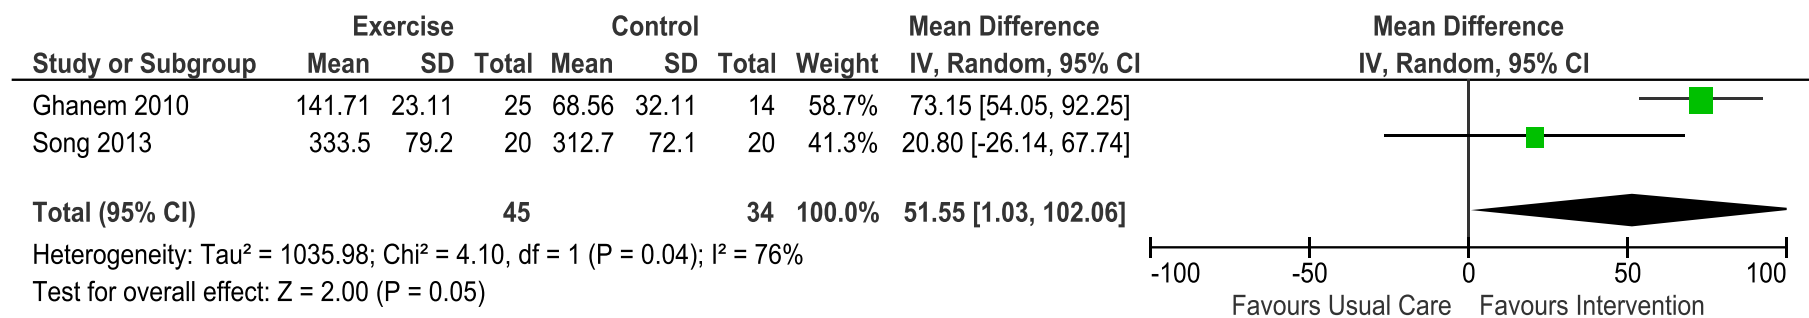 Exercise Control Mean Difference Mean Difference
Study or Subgroup Mean SD Total Mean SD Total Weight IV, Random, 95% CI IV, Random, 95% CI
Ghanem 2010 141.71 23.11 25 68.56 32.11 14 58.7% 73.15 [54.05, 92.25]
Song 2013 333.5 79.2 20 312.7 72.1 20 41.3% 20.80 [-26.14, 67.74]
Total (95% CI) 45 34 100.0% 51.55 [1.03, 102.06]
Heterogeneity: Tau² = 1035.98; Chi² = 4.10, df = 1 (P = 0.04); I² = 76%
Test for overall effect: Z = 2.00 (P = 0.05)
-100 -50 0 50 100
Favours Usual Care Favours Intervention